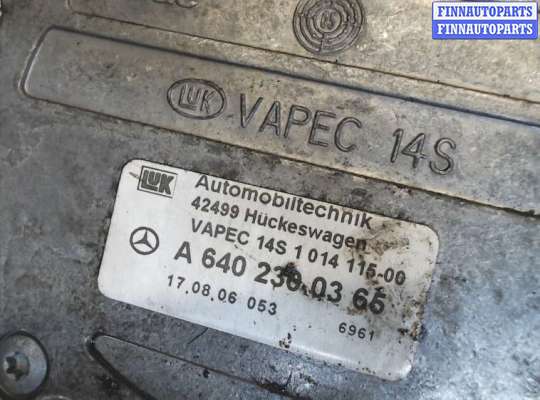 FINNAUTOPARTS
FINNAUTOPARTS
LUK VAPEC 14S
LUK Automobiltechnik
42499 Hückeswagen
VAPEC 14S 1 014 115-00
A 640 230 03 65
17.08.06 053 6961